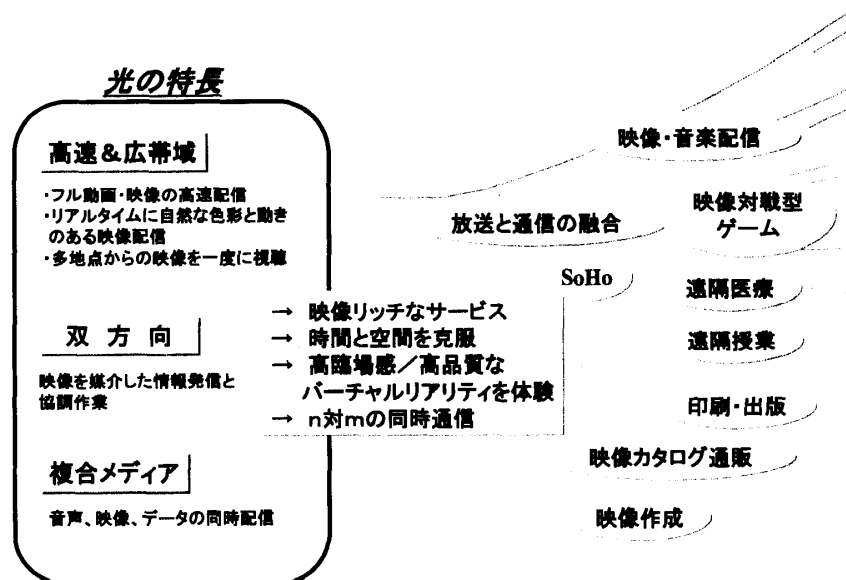 光の特長
高速＆広帯域
・フル動画・映像の高速配信
・リアルタイムに自然な色彩と動き
のある映像配信
・多地点からの映像を一度に視聴
双方向
映像を媒介した情報発信と
協調作業
複合メディア
音声、映像、データの同時配信
→ 映像リッチなサービス
→ 時間と空間を克服
→ 高臨場感／高品質な
バーチャルリアリティを体験
→ n対mの同時通信
映像・音楽配信
放送と通信の融合
映像対戦型
ゲーム
SoHo
遠隔医療
遠隔授業
印刷・出版
映像カタログ通販
映像作成